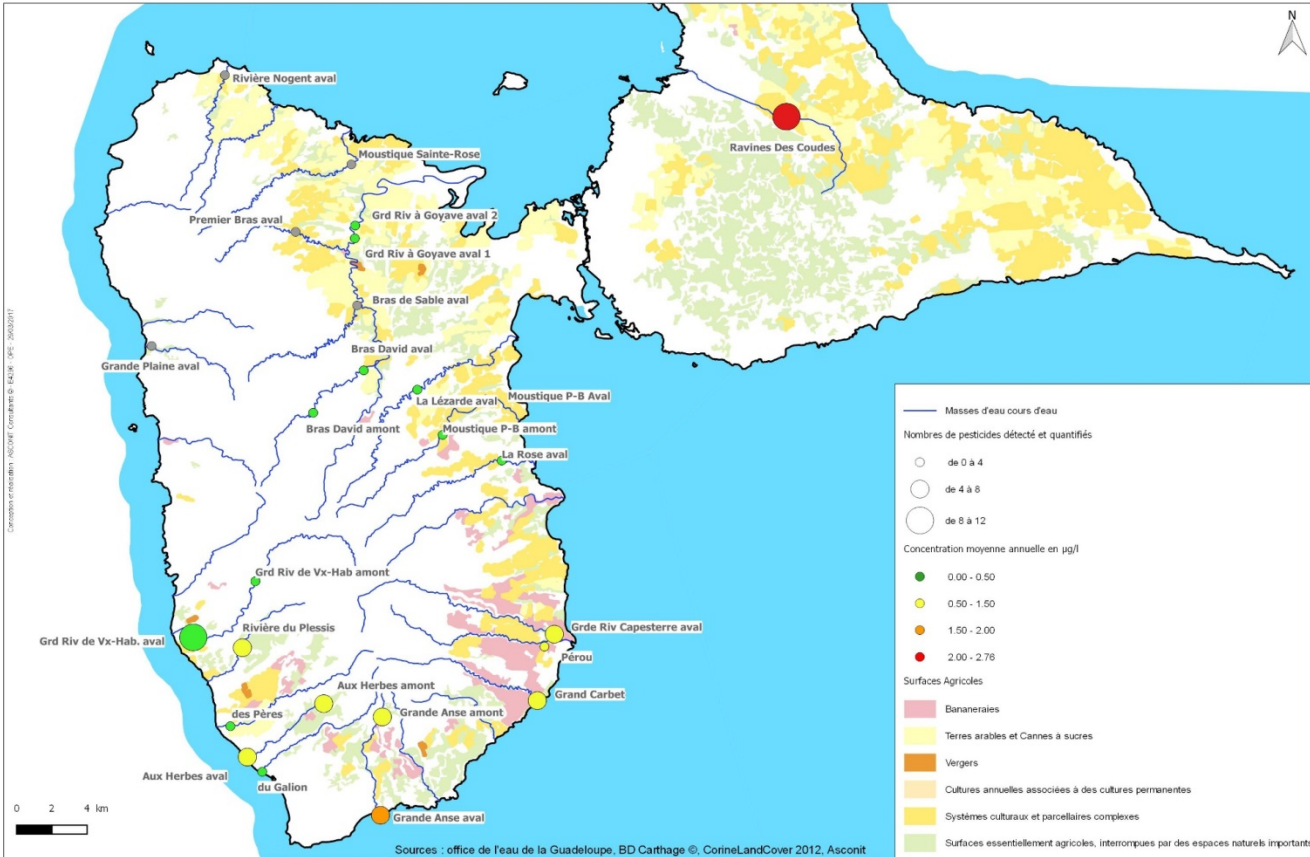 N
Rivière Nogent aval
Ravines Des Coudes
Moustique Sainte-Rose
Premier Bras aval
Grd Riv à Goyave aval 2
Grd Riv à Goyave aval 1
Bras de Sable aval
Grande Plaine aval
Bras David aval
La Lézarde aval
Moustique P-B Aval
Bras David amont
Moustique P-B amont
La Rose aval
Grd Riv de Vx-Hab amont
Grd Riv de Vx-Hab. aval
Rivière du Plessis
Grde Riv Capesterre aval
Pérou
Aux Herbes amont
Grand Carbet
des Pères
Grande Anse amont
Aux Herbes aval
du Galion
Grande Anse aval
0 2 4 km
Sources : office de l'eau de la Guadeloupe, BD Carthage ©, CorineLandCover 2012, Asconit
Masses d'eau cours d'eau
Nombres de pesticides détecté et quantifiés
de 0 à 4
de 4 à 8
de 8 à 12
Concentration moyenne annuelle en µg/l
0.00 - 0.50
0.50 - 1.50
1.50 - 2.00
2.00 - 2.76
Surfaces Agricoles
Bananeraies
Terres arables et Cannes à sucres
Vergers
Cultures annuelles associées à des cultures permanentes
Systémes culturaux et parcellaires complexes
Surfaces essentiellement agricoles, interrompues par des espaces naturels important
Conception et réalisation : ASCONIT Consultants